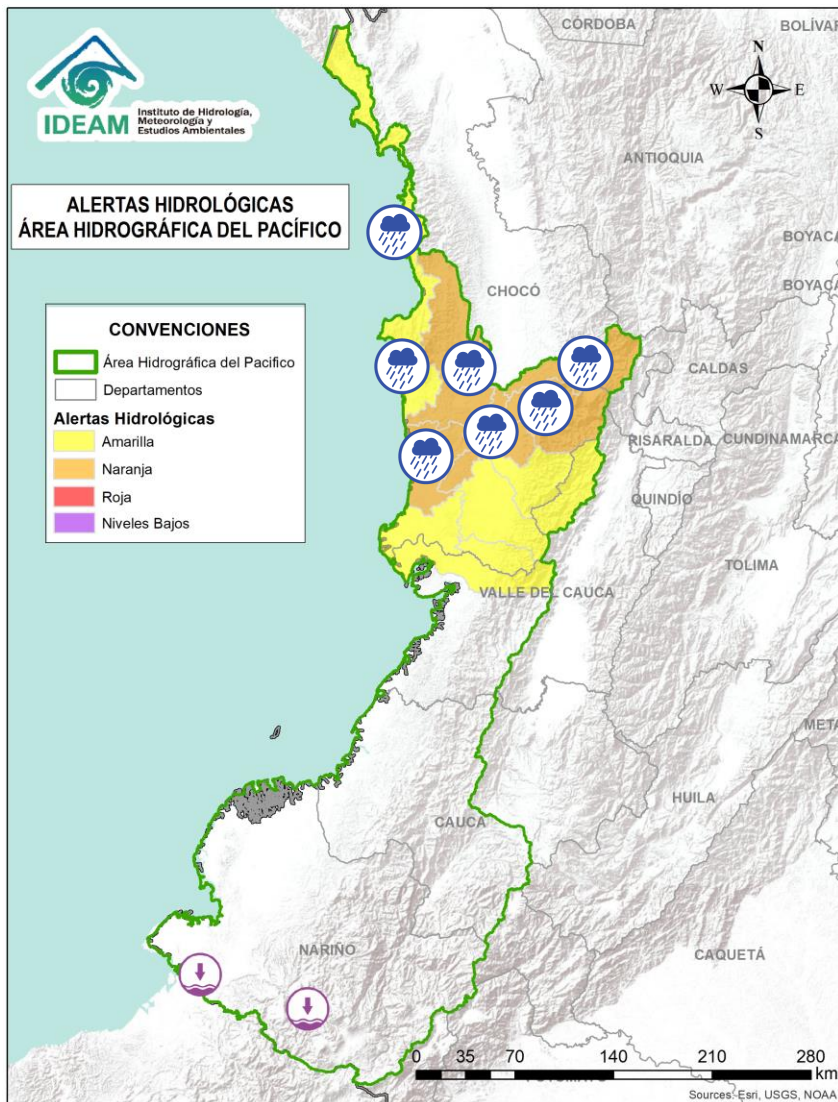 IDEAM
Instituto de Hidrología,
Meteorología y
Estudios Ambientales
ALERTAS HIDROLÓGICAS
ÁREA HIDROGRÁFICA DEL PACÍFICO
CONVENCIONES
Área Hidrográfica del Pacifico
Departamentos
Alertas Hidrológicas
Amarilla
Naranja
Roja
Niveles Bajos
N
W E
S
CÓRDOBA
BOLÍVAR
ANTIOQUIA
BOYACÁ
CHOCÓ
BOYACÁ
CALDAS
RISARALDA
CUNDINAMARCA
QUINDÍO
TOLIMA
VALLE DEL CAUCA
META
HUILA
CAUCA
NARIÑO
CAQUETÁ
0 35 70 140 210 280
km
Sources: Esri, USGS, NOAA